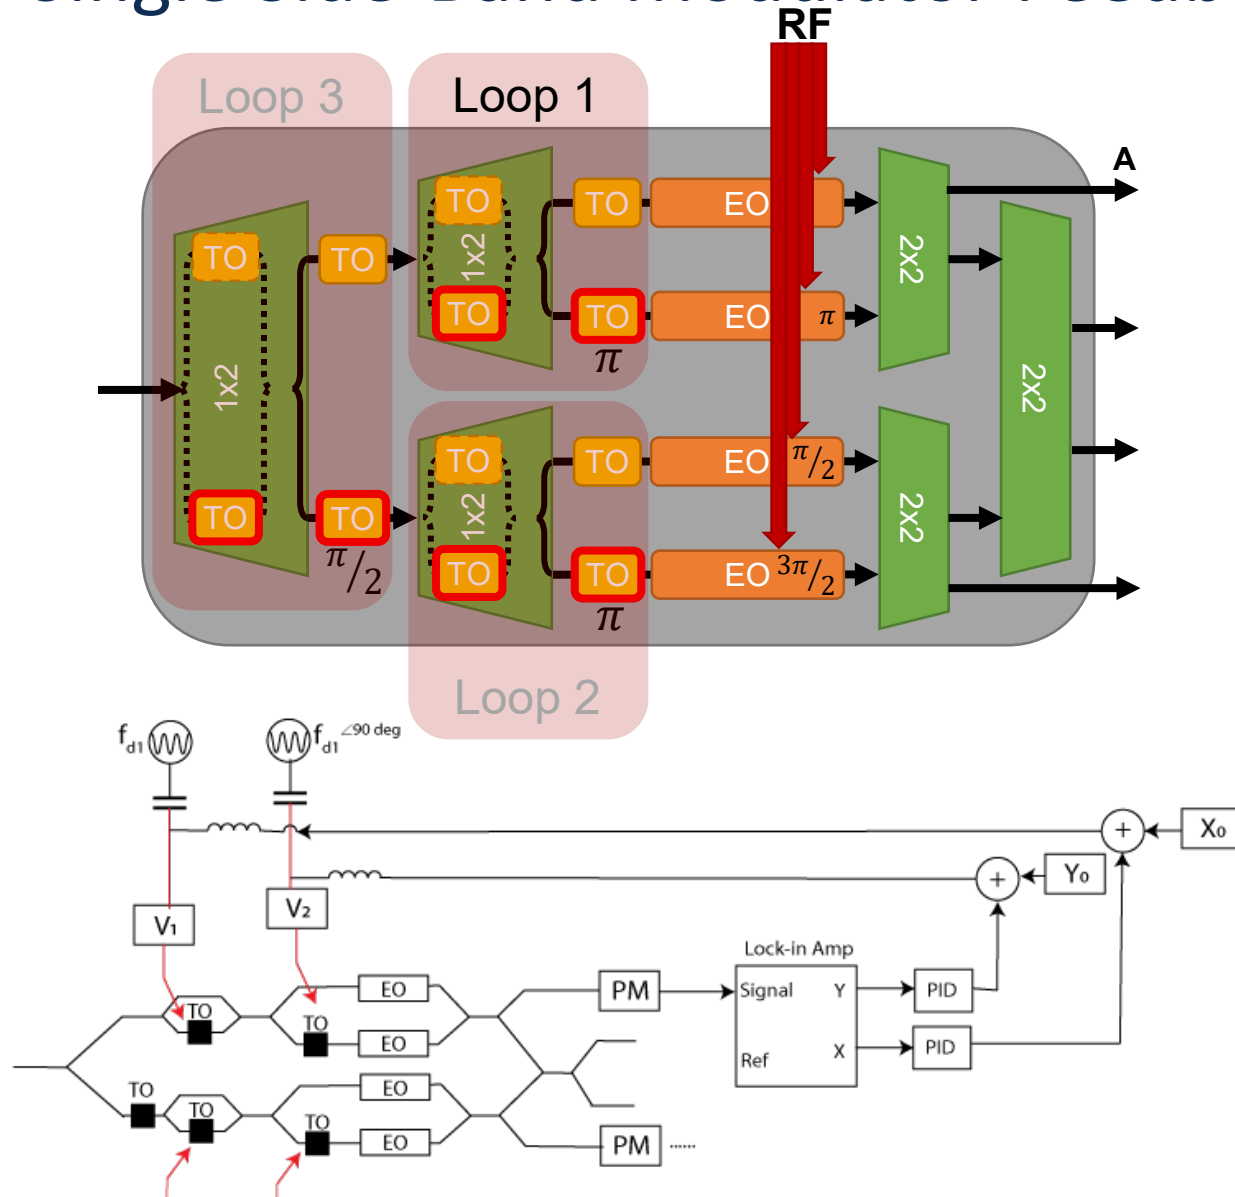 RF
Loop 3
Loop 1
A
TO
TO
EO
TO
TO
1x2
2x2
TO
TO
EO
π
π
1x2
2x2
TO
TO
EO
π/2
1x2
2x2
TO
TO
TO
TO
EO
3π/2
π/2
π
Loop 2
fd1
fd1 ∠90 deg
X0
Y0
V1
V2
Lock-in Amp
EO
PM
Signal
Y
PID
TO
TO
EO
Ref
X
PID
TO
TO
EO
TO
EO
PM
......